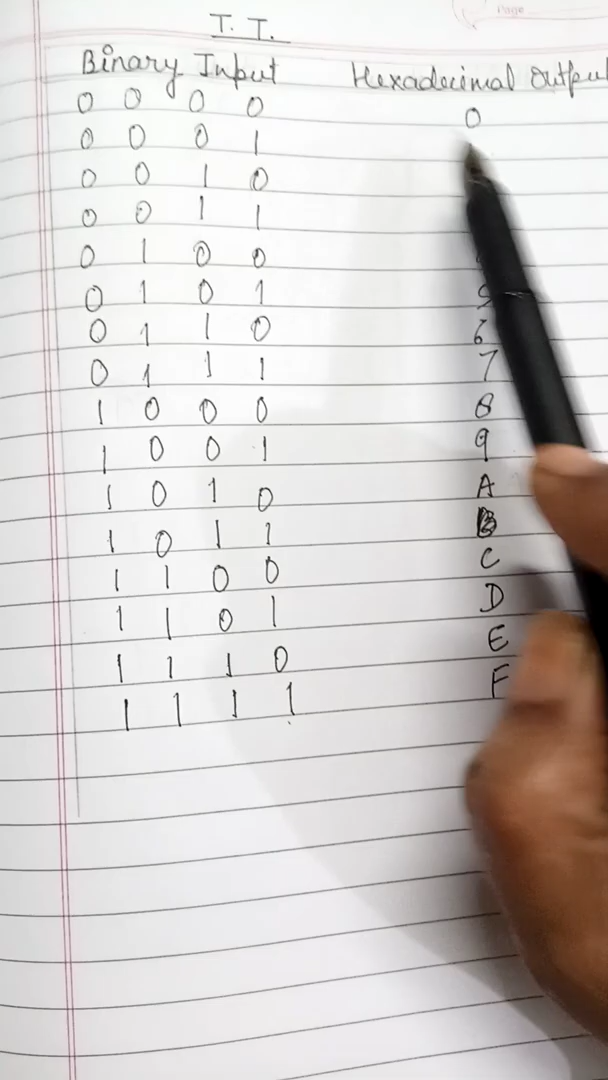 Page
T. T.
Binary Input Hexadecimal Output
0 0 0 0 0
0 0 0 1
0 0 1 0
0 0 1 1
0 1 0 0
0 1 0 1 5
0 1 1 0 6
0 1 1 1 7
1 0 0 0 8
1 0 0 1 9
1 0 1 0 A
1 0 1 1 B
1 1 0 0 C
1 1 0 1 D
1 1 1 0 E
1 1 1 1 F